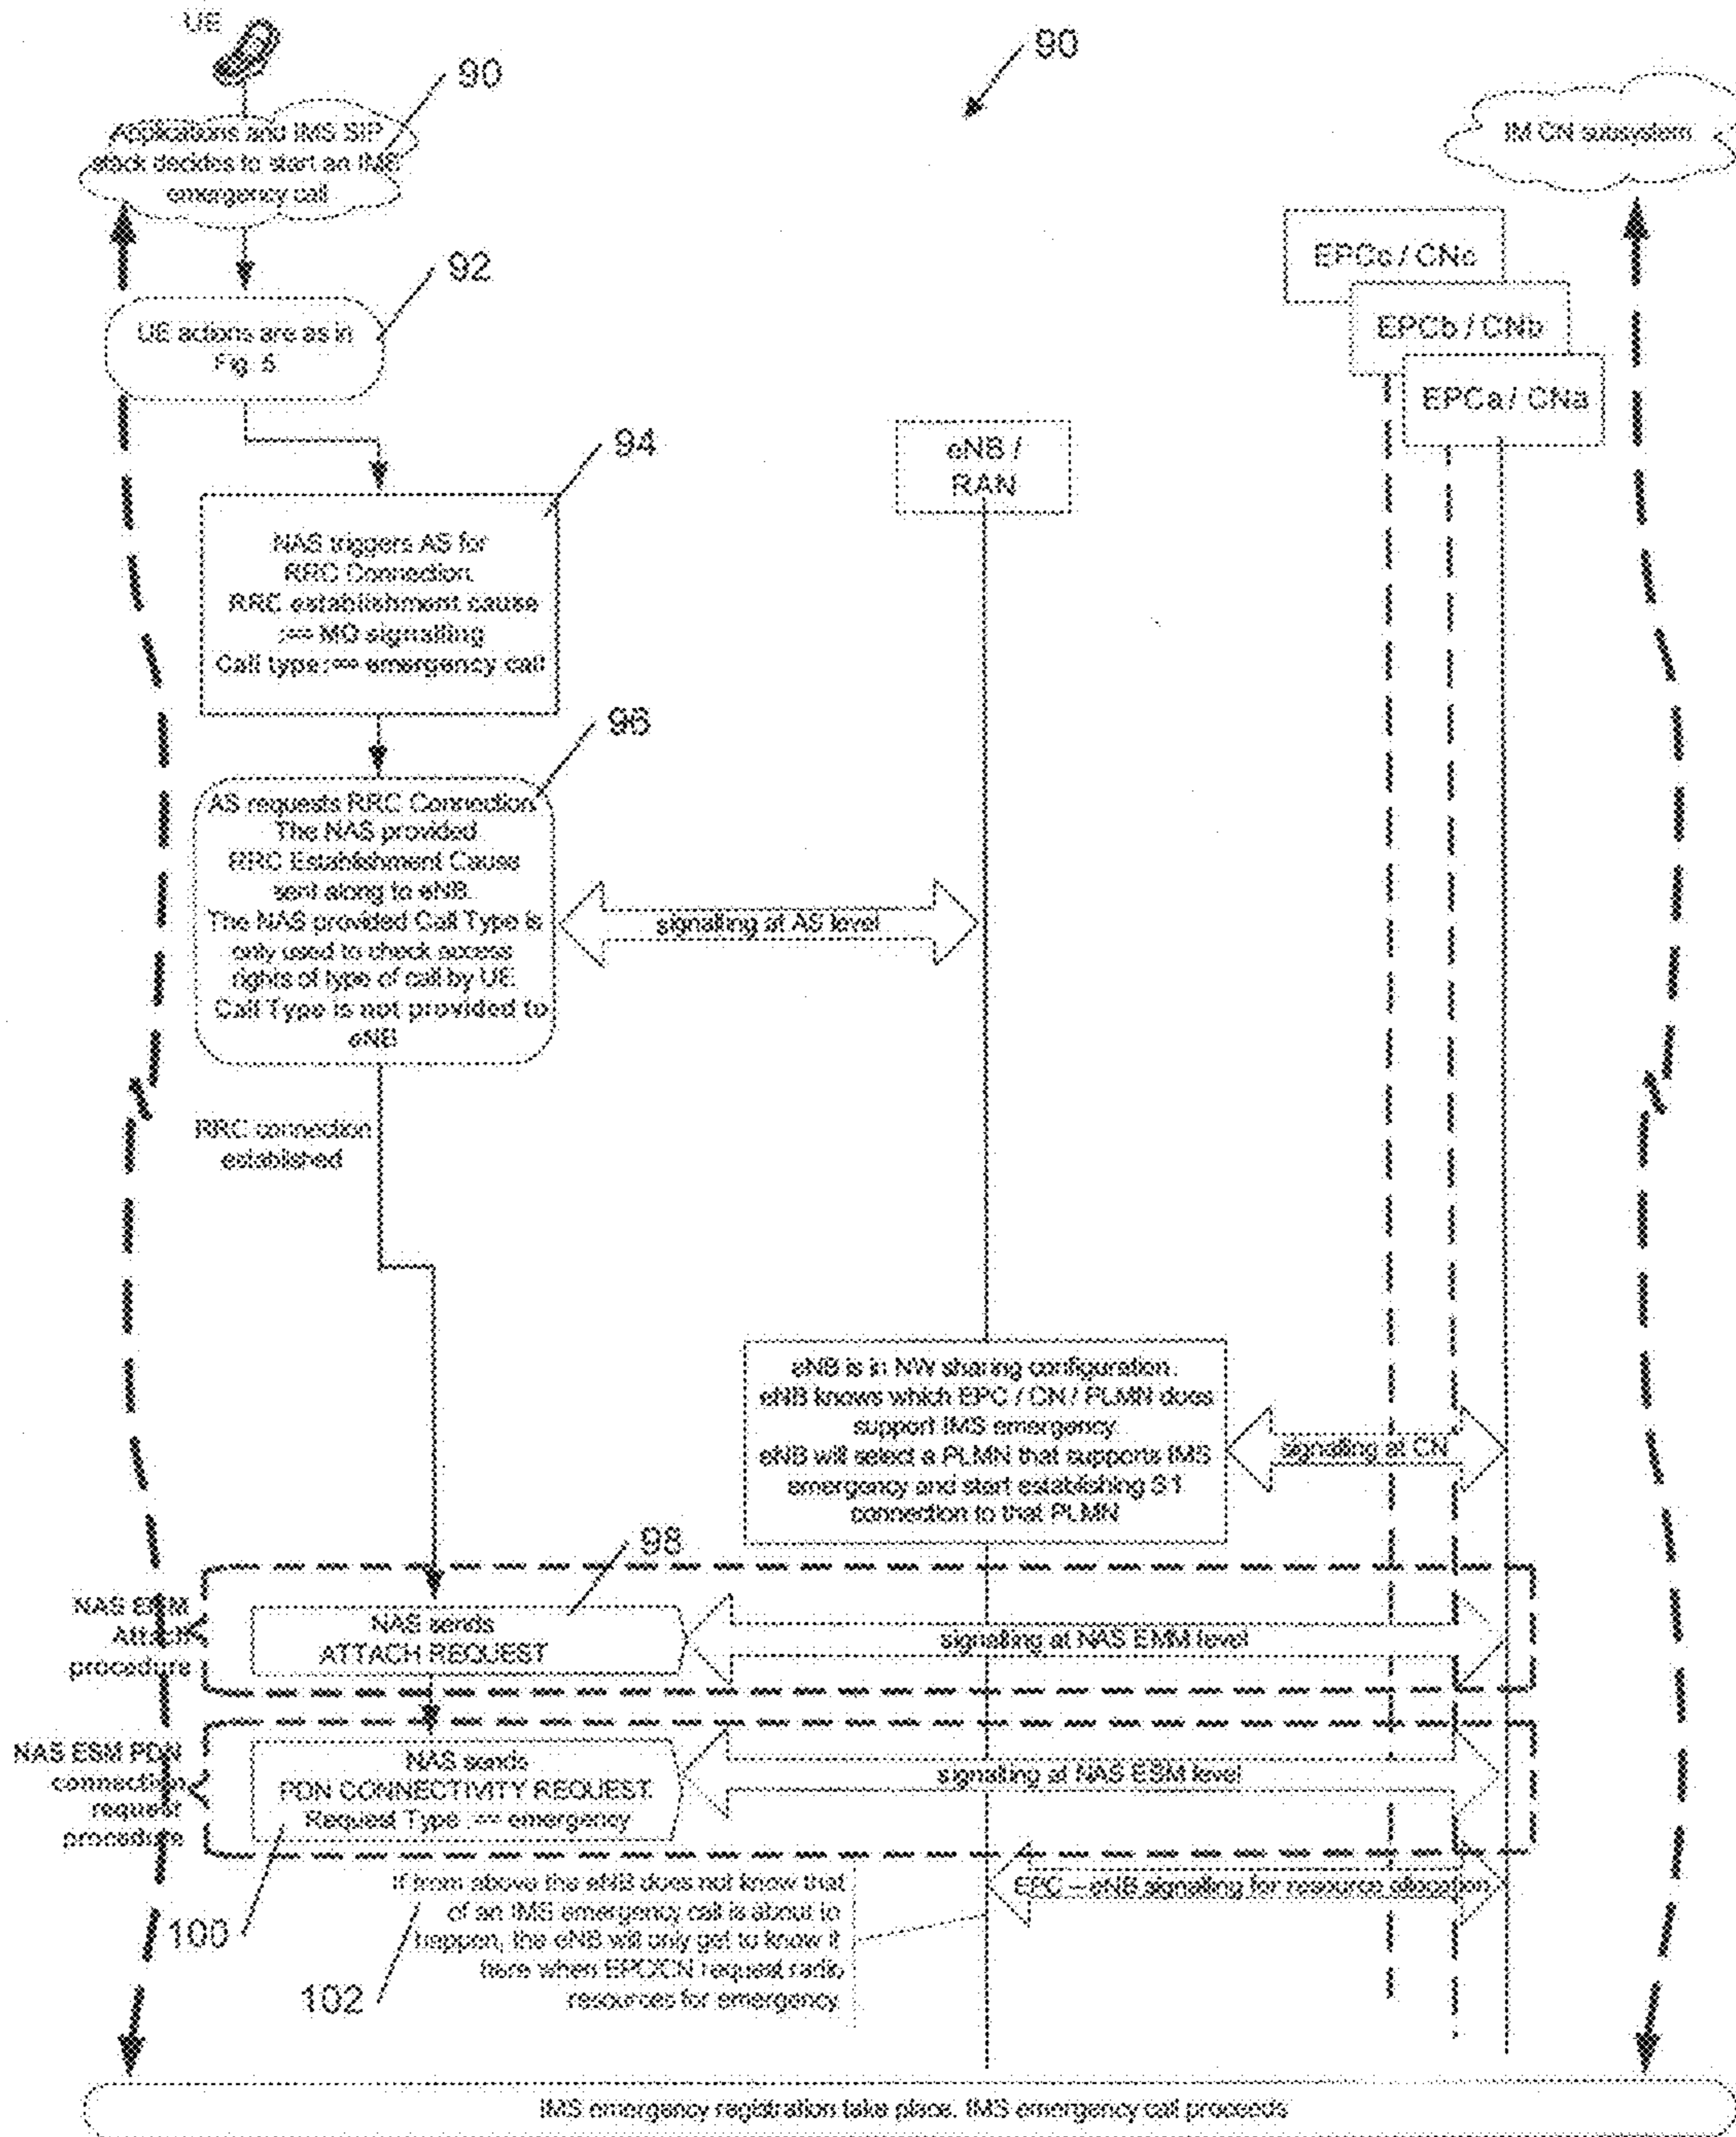 UE
90
90
Applications and IMS SIP
stack decides to start an IMS
emergency call
IM CN subsystem
92
UE actions are as in
Fig. 5
EPCc / CNc
EPCb / CNb
EPCa / CNa
94
eNB /
RAN
NAS triggers AS for
RRC Connection.
RRC establishment cause
:== MO signalling
Call type:== emergency call
96
AS requests RRC Connection.
The NAS provided
RRC Establishment Cause
sent along to eNB.
The NAS provided Call Type is
only used to check access
rights of type of call by UE.
Call Type is not provided to
eNB
signalling at AS level
RRC connection
established
eNB is in NW sharing configuration.
eNB knows which EPC / CN / PLMN does
support IMS emergency
eNB will select a PLMN that supports IMS
emergency and start establishing S1
connection to that PLMN
signalling at CN
98
NAS EMM
Attach
procedure
NAS sends
ATTACH REQUEST
signalling at NAS EMM level
NAS ESM PDN
connection
request
procedure
NAS sends
PDN CONNECTIVITY REQUEST.
Request Type :== emergency
signalling at NAS ESM level
100
102
If from above the eNB does not know that
of an IMS emergency call is about to
happen, the eNB will only get to know it
here when EPC/CN request radio
resources for emergency.
EPC – eNB signalling for resource allocation
IMS emergency registration take place. IMS emergency call proceeds